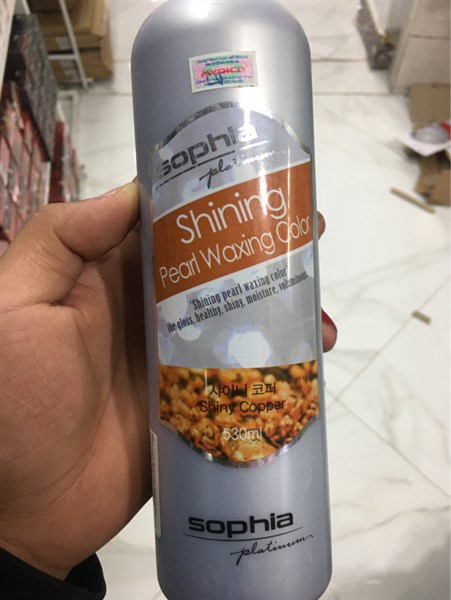 sophia
platinum
Shining
Pearl Waxing Color
"Shining pearl waxing color"
the gloss, healthy, shiny, moisture, voluminous
샤이니 코퍼
Shiny Copper
530ml
sophia
platinum